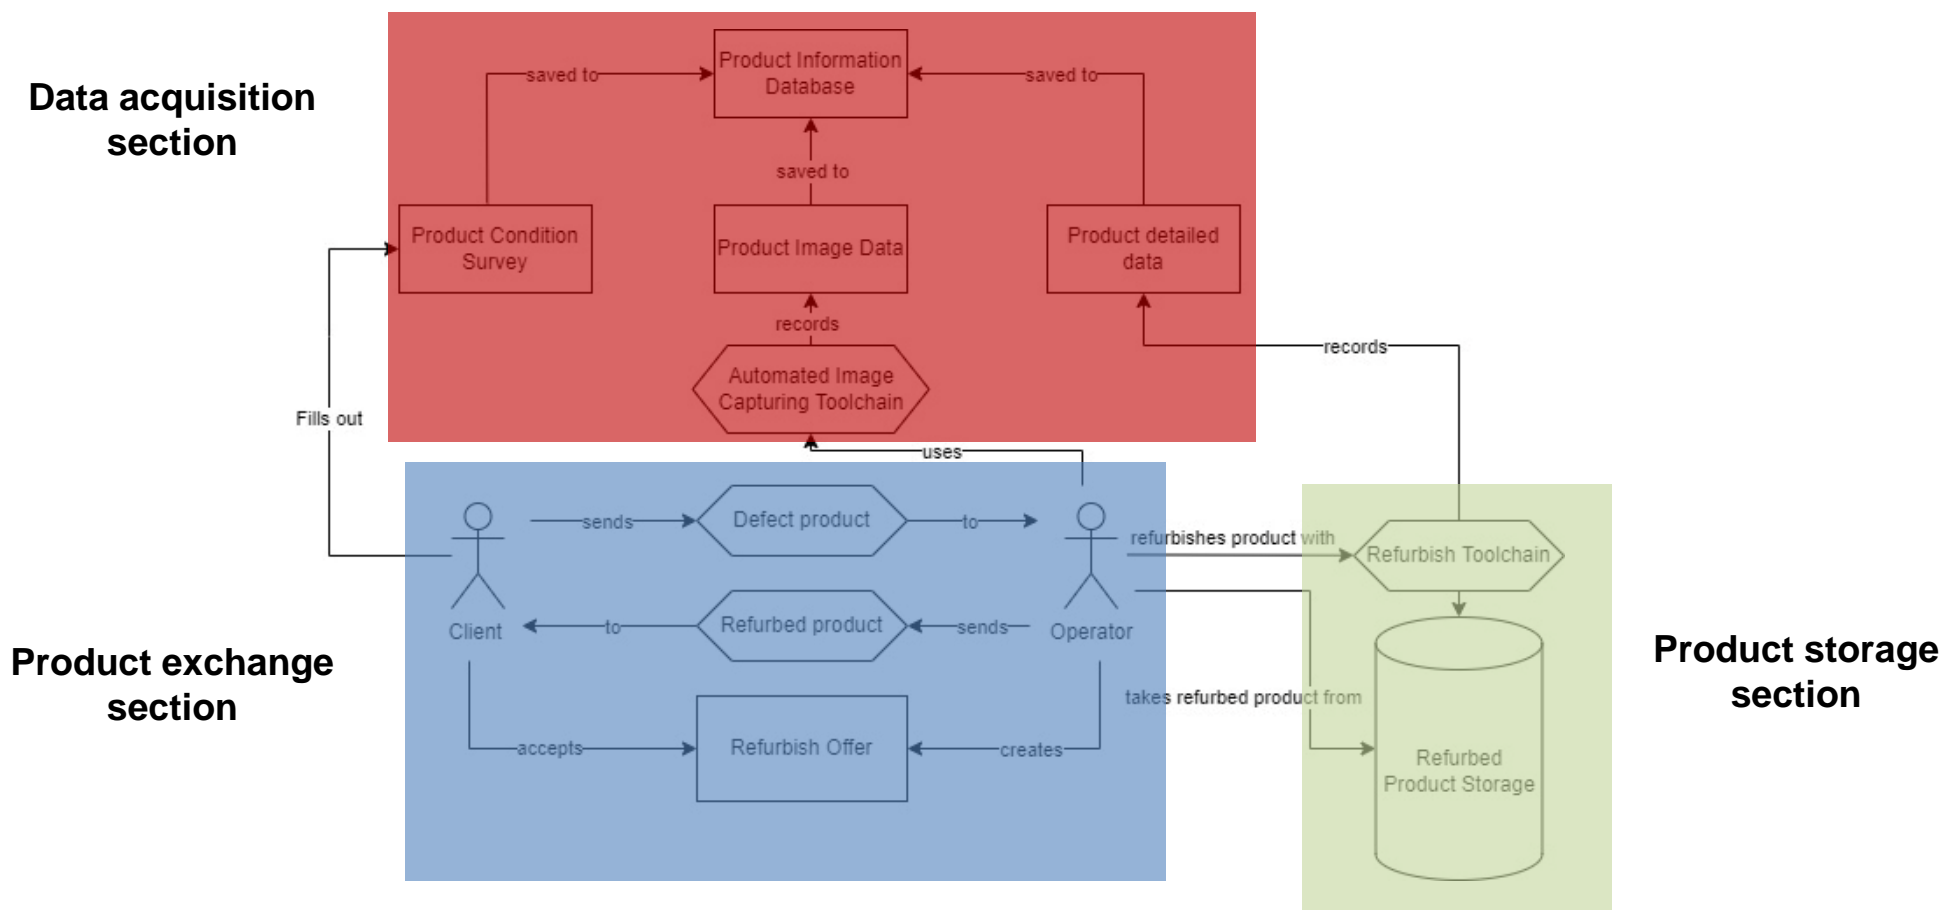 Data acquisition
section
Product Information
Database
saved to
saved to
saved to
Product Condition
Survey
Product Image Data
Product detailed
data
records
records
Automated Image
Capturing Toolchain
Fills out
uses
sends
Defect product
to
refurbishes product with
Refurbish Toolchain
Client
to
Refurbed product
sends
Operator
Product exchange
section
Product storage
section
takes refurbed product from
accepts
Refurbish Offer
creates
Refurbed
Product Storage